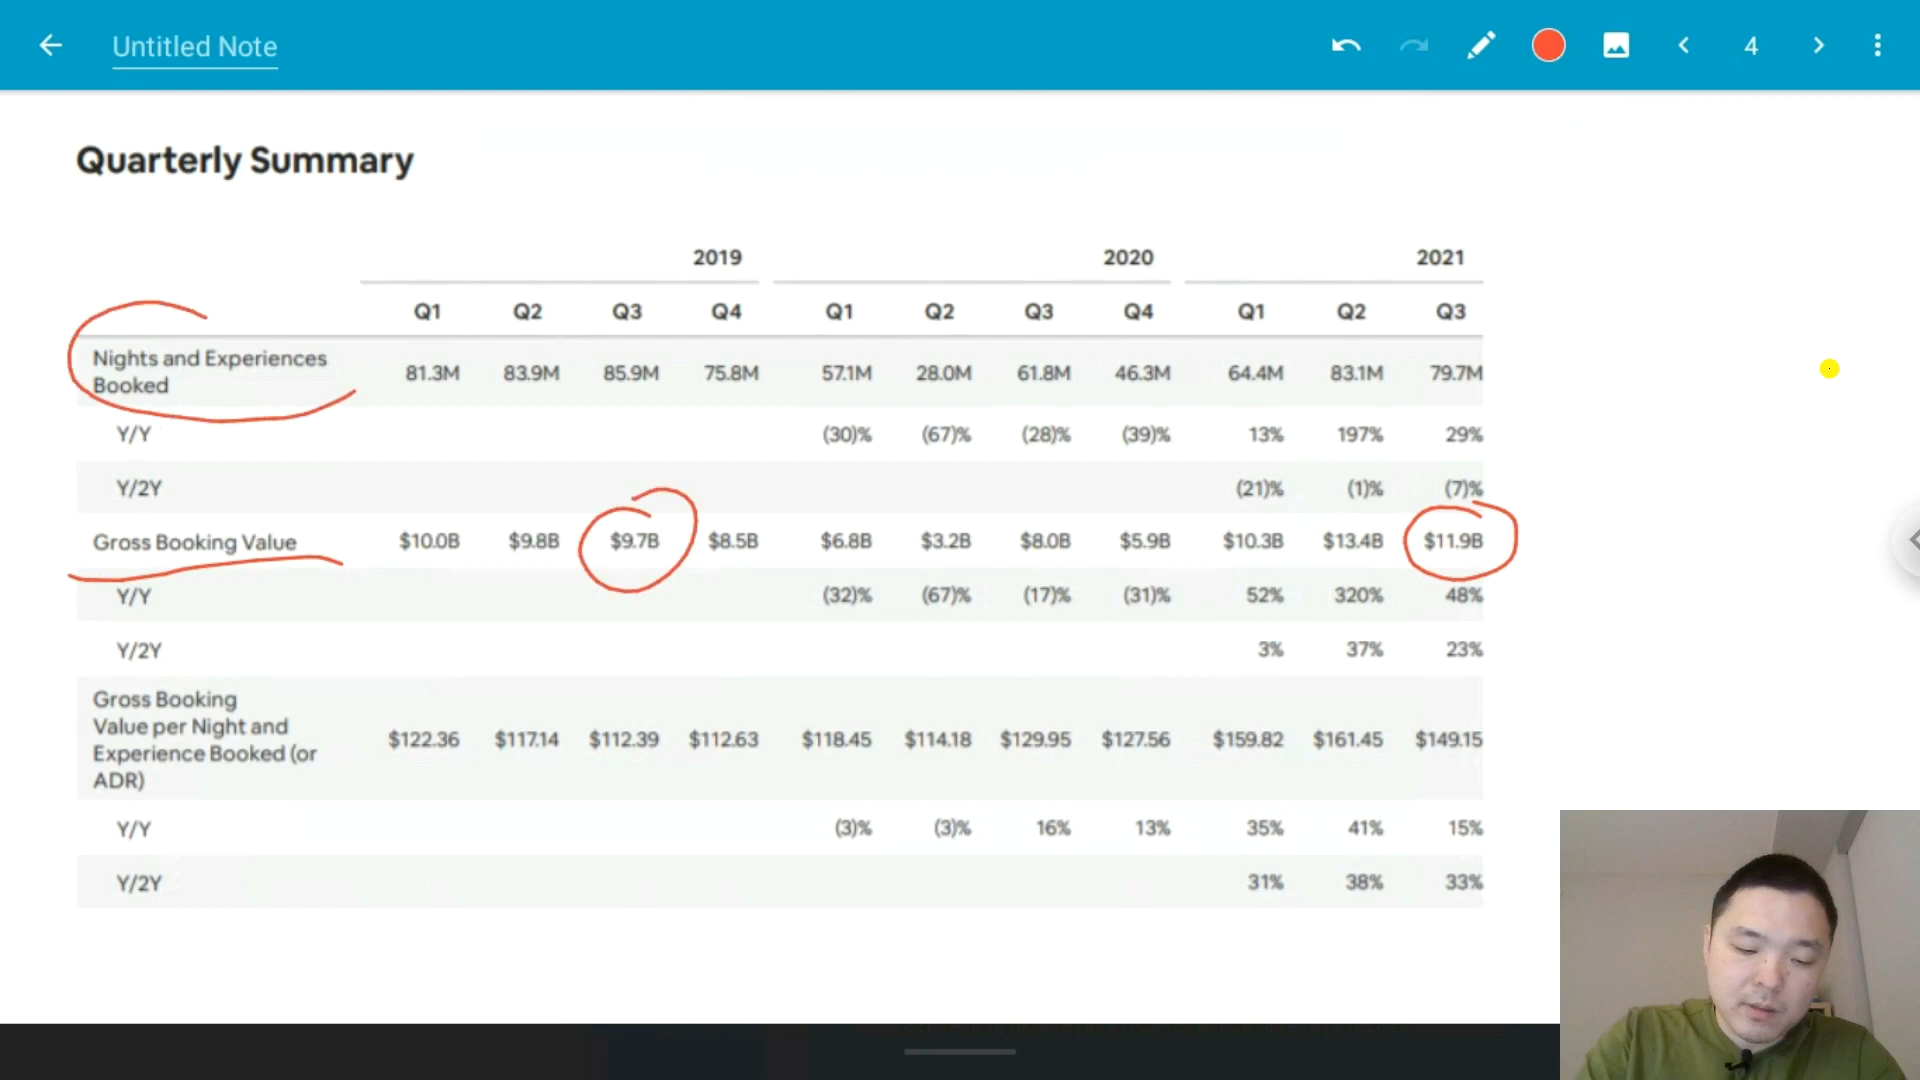 Untitled Note
4
Quarterly Summary
2019 2020 2021
Q1 Q2 Q3 Q4 Q1 Q2 Q3 Q4 Q1 Q2 Q3
Nights and Experiences
Booked
81.3M 83.9M 85.9M 75.8M 57.1M 28.0M 61.8M 46.3M 64.4M 83.1M 79.7M
Y/Y (30)% (67)% (28)% (39)% 13% 197% 29%
Y/2Y (21)% (1)% (7)%
Gross Booking Value $10.0B $9.8B $9.7B $8.5B $6.8B $3.2B $8.0B $5.9B $10.3B $13.4B $11.9B
Y/Y (32)% (67)% (17)% (31)% 52% 320% 48%
Y/2Y 3% 37% 23%
Gross Booking
Value per Night and
Experience Booked (or
ADR)
$122.36 $117.14 $112.39 $112.63 $118.45 $114.18 $129.95 $127.56 $159.82 $161.45 $149.15
Y/Y (3)% (3)% 16% 13% 35% 41% 15%
Y/2Y 31% 38% 33%